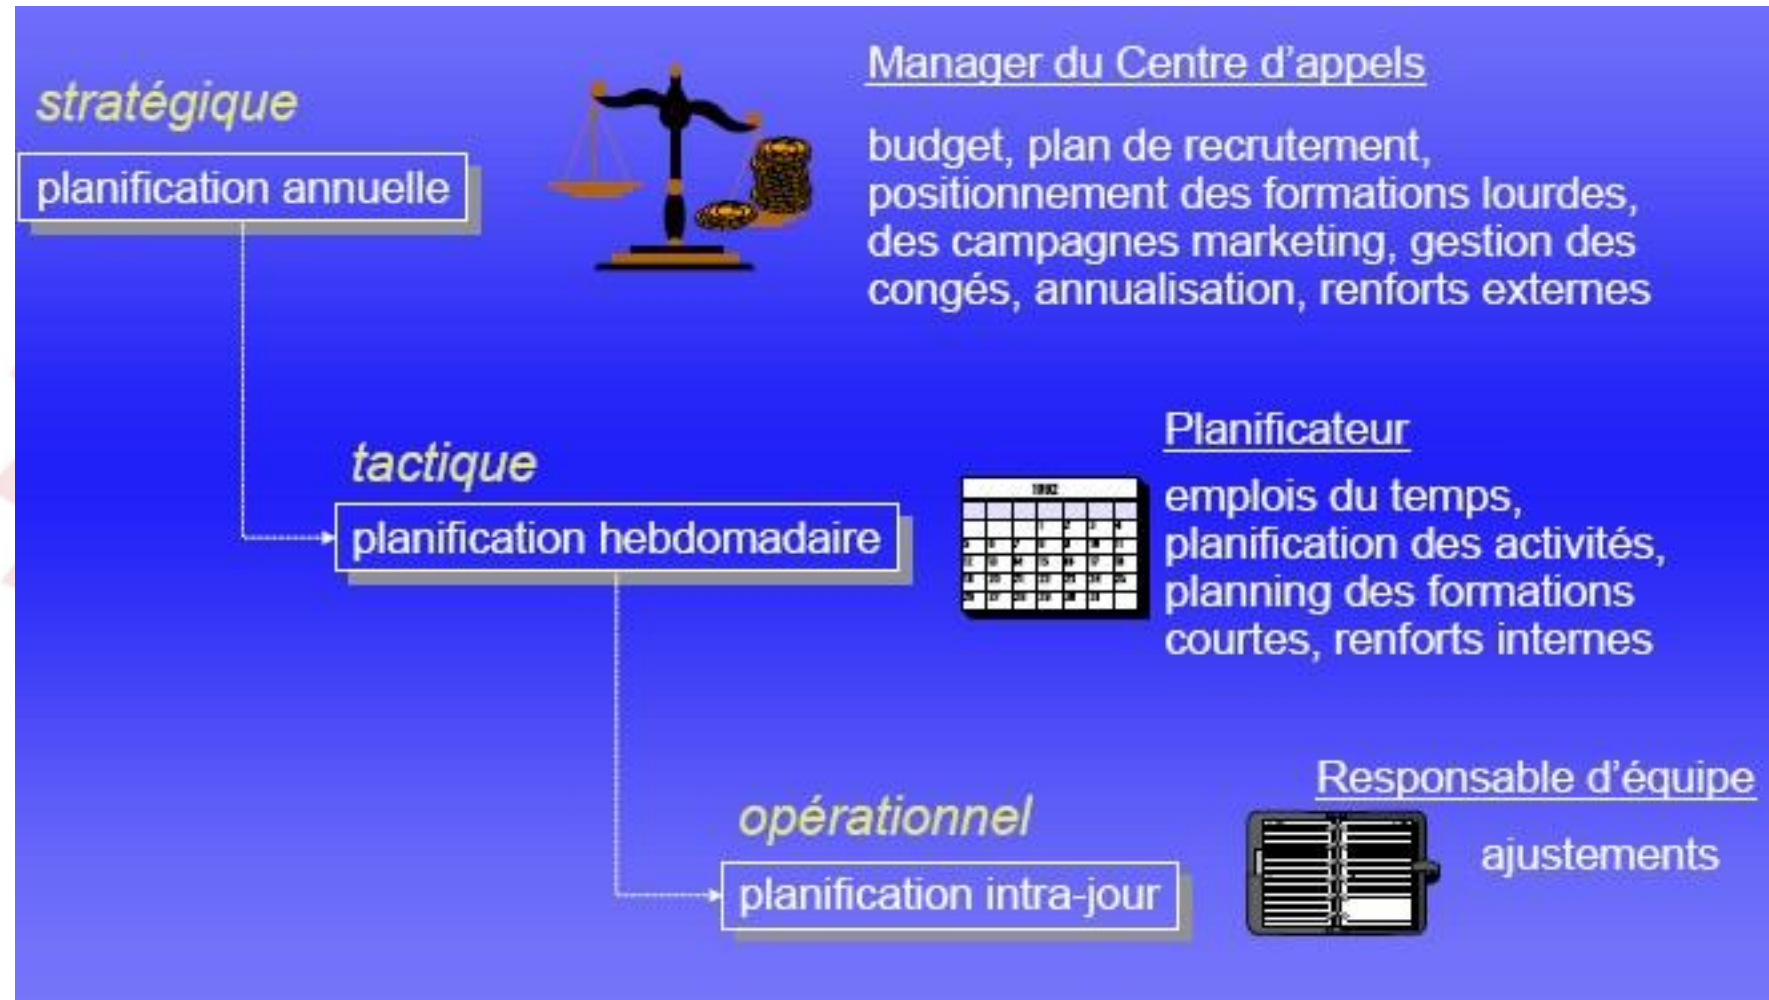 stratégique
planification annuelle
Manager du Centre d'appels
budget, plan de recrutement,
positionnement des formations lourdes,
des campagnes marketing, gestion des
congés, annualisation, renforts externes
tactique
planification hebdomadaire
1992
Planificateur
emplois du temps,
planification des activités,
planning des formations
courtes, renforts internes
opérationnel
planification intra-jour
Responsable d'équipe
ajustements